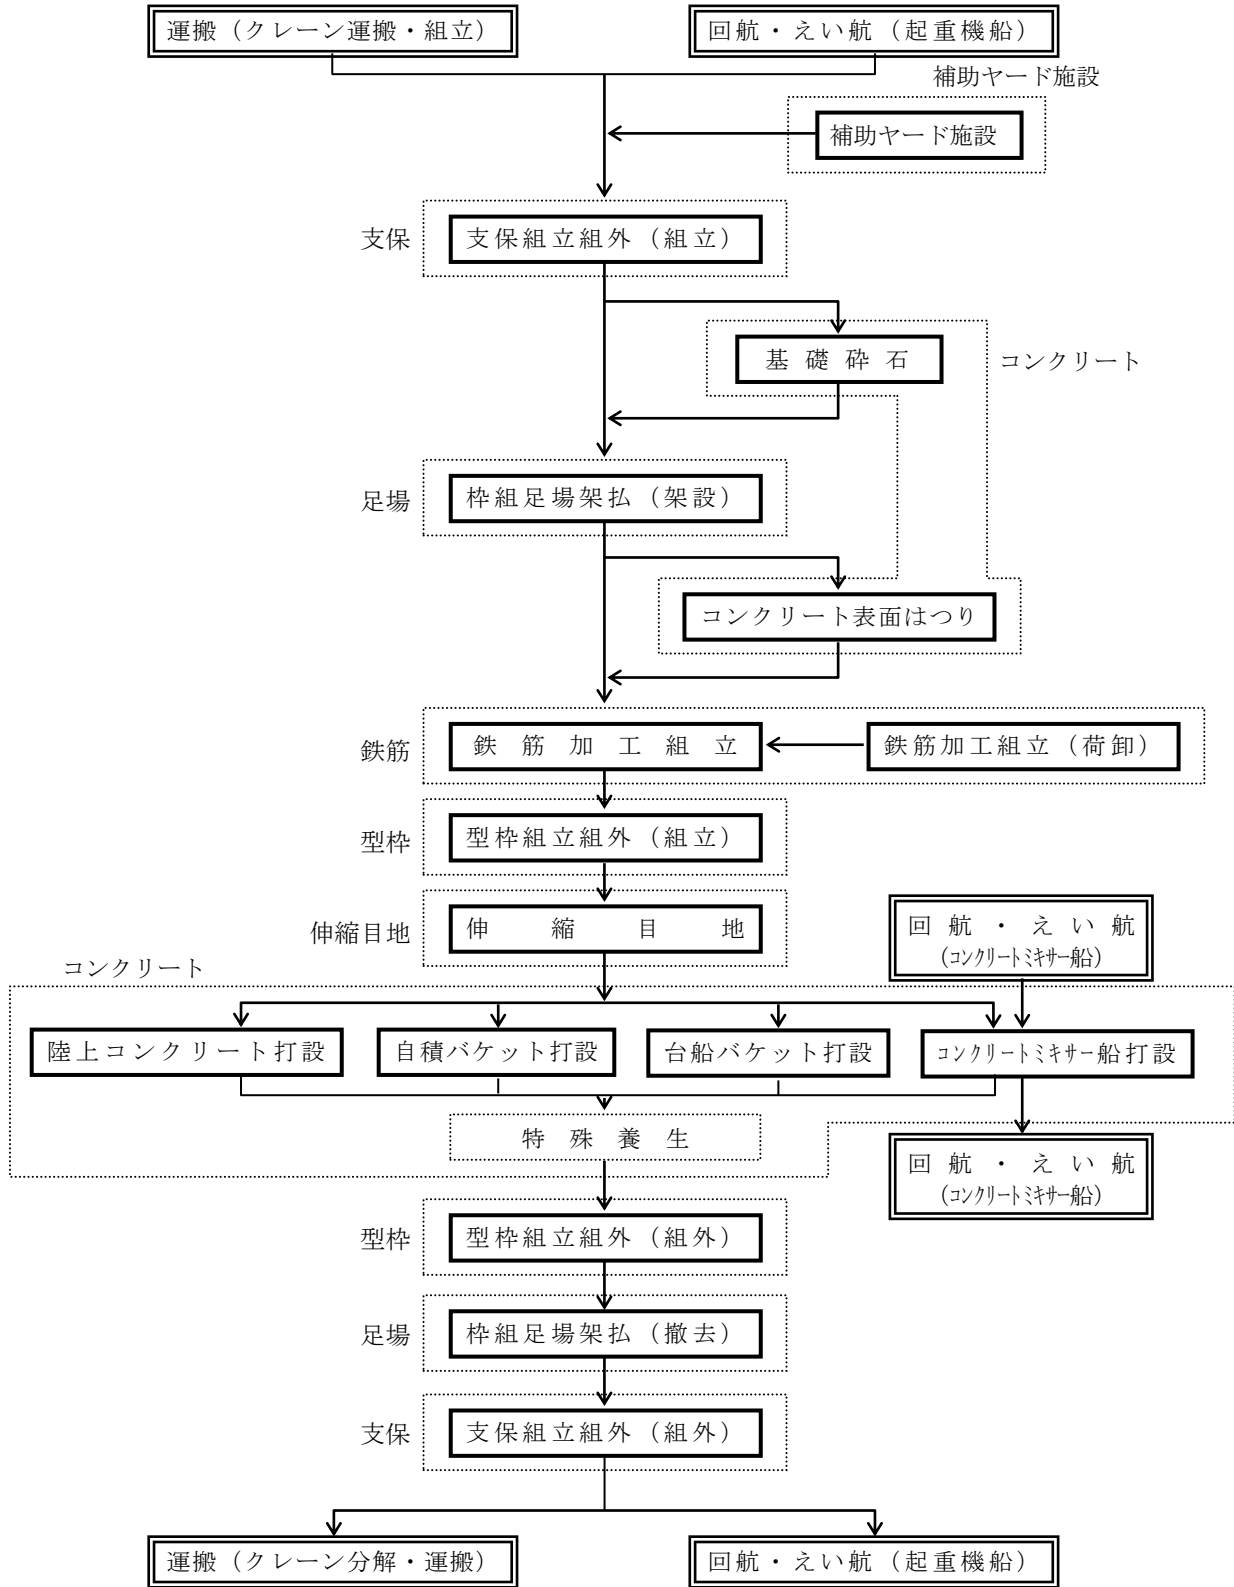 運搬（クレーン運搬・組立）
回航・えい航（起重機船）
補助ヤード施設
補助ヤード施設
支保
支保組立組外（組立）
基礎砕石
コンクリート
足場
枠組足場架払（架設）
コンクリート表面はつり
鉄筋
鉄筋加工組立
鉄筋加工組立（荷卸）
型枠
型枠組立組外（組立）
伸縮目地
伸縮目地
回航・えい航
（コンクリートミキサー船）
コンクリート
陸上コンクリート打設
自積バケット打設
台船バケット打設
コンクリートミキサー船打設
特殊養生
回航・えい航
（コンクリートミキサー船）
型枠
型枠組立組外（組外）
足場
枠組足場架払（撤去）
支保
支保組立組外（組外）
運搬（クレーン分解・運搬）
回航・えい航（起重機船）